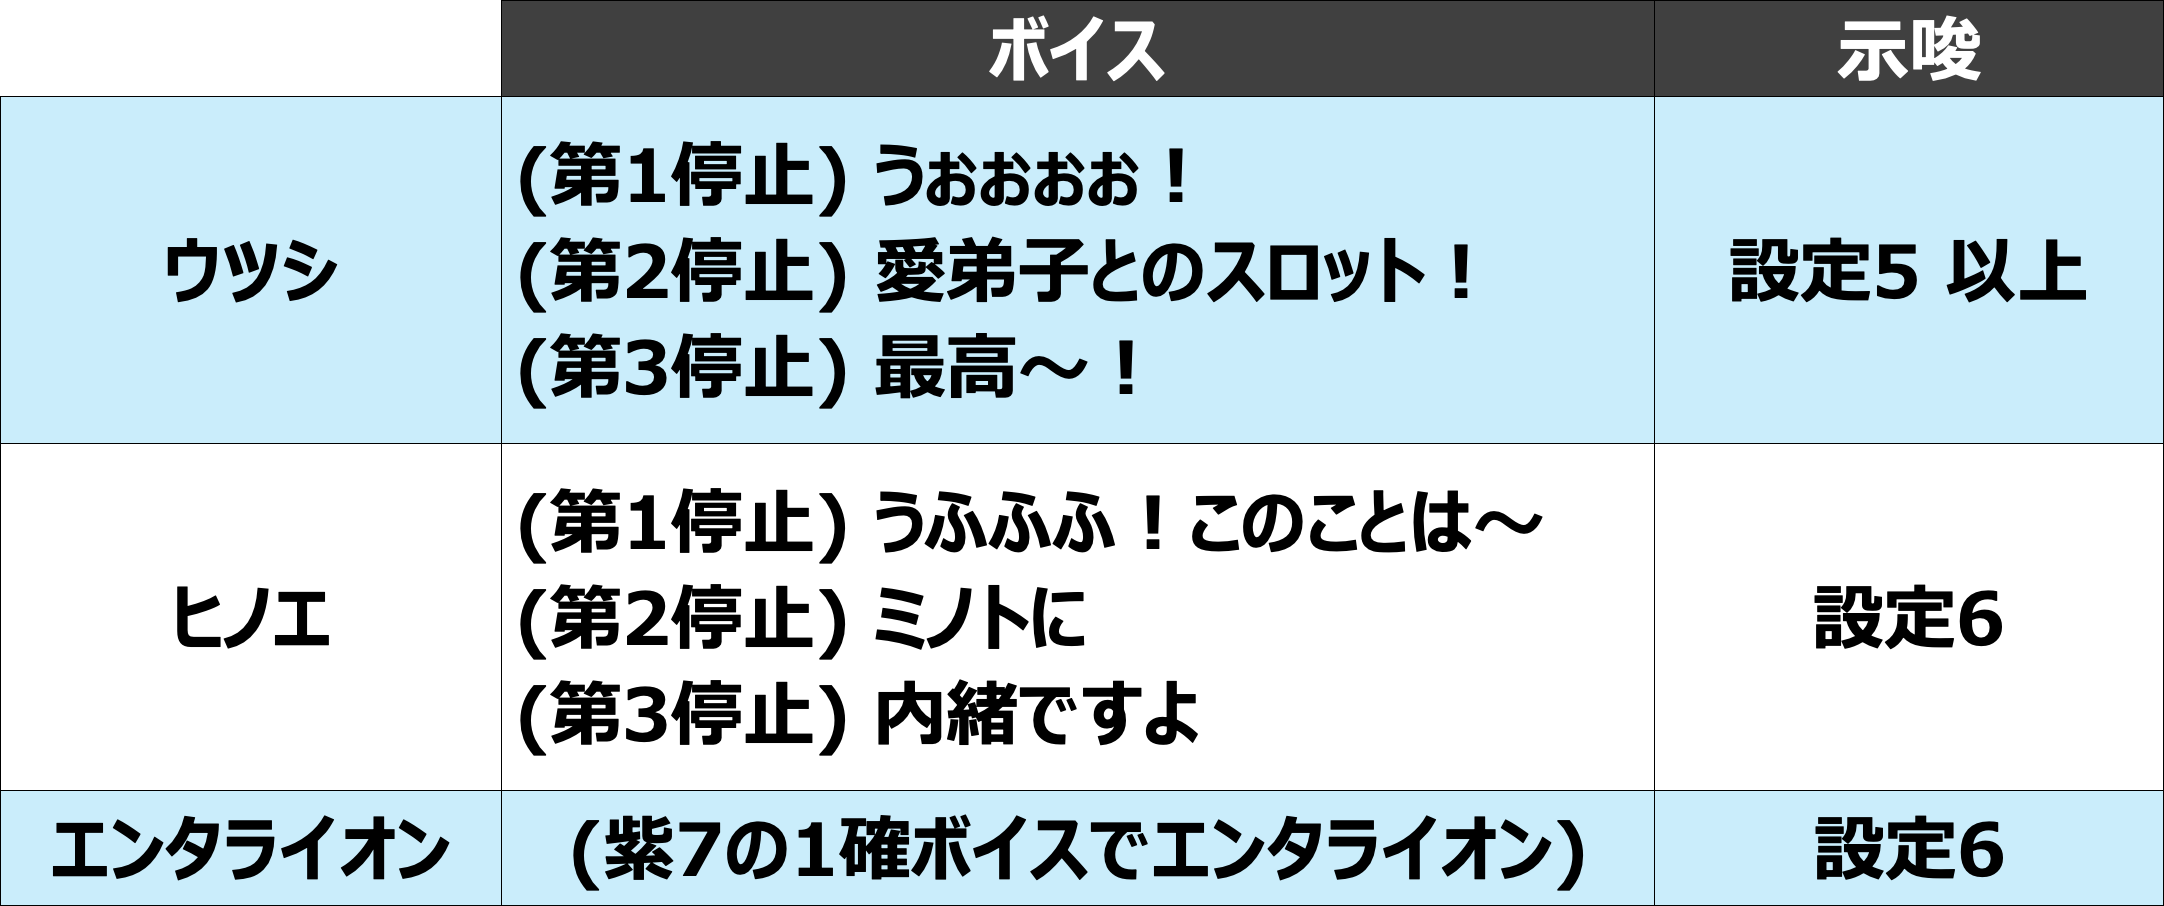 ボイス 示唆
ウツシ
(第1停止) うぉぉぉぉ！
(第2停止) 愛弟子とのスロット！
(第3停止) 最高～！
設定5 以上
ヒノエ
(第1停止) うふふふ！このことは～
(第2停止) ミノトに
(第3停止) 内緒ですよ
設定6
エンタライオン (紫7の1確ボイスでエンタライオン) 設定6